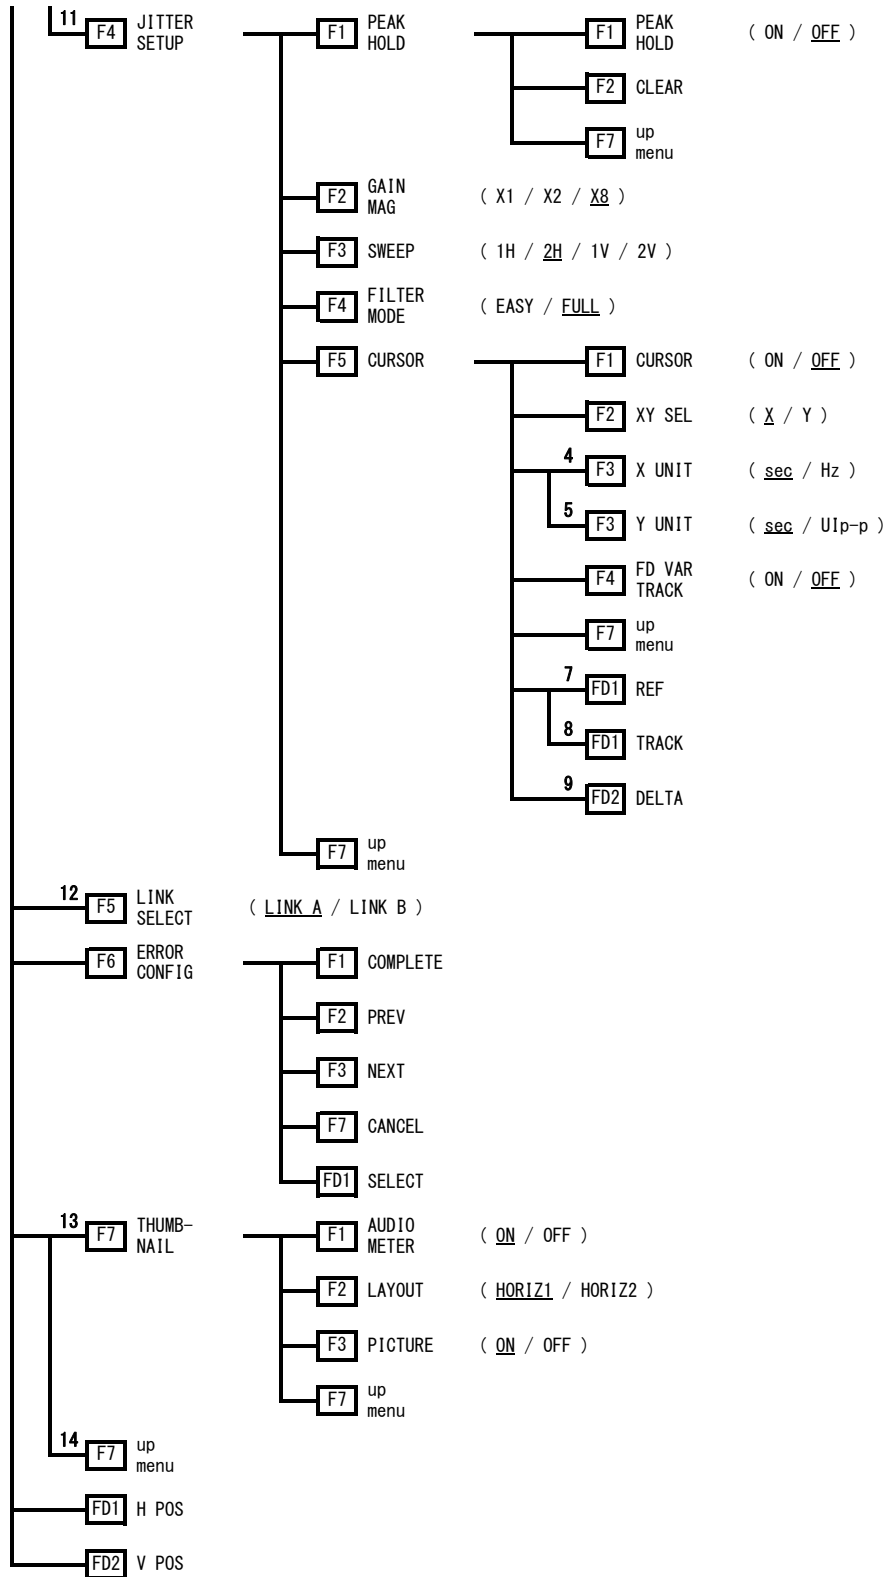 11 F4 JITTER SETUP F1 PEAK HOLD F1 PEAK HOLD ( ON / OFF )
F2 CLEAR
F7 up menu
F2 GAIN MAG ( X1 / X2 / X8 )
F3 SWEEP ( 1H / 2H / 1V / 2V )
F4 FILTER MODE ( EASY / FULL )
F5 CURSOR F1 CURSOR ( ON / OFF )
F2 XY SEL ( X / Y )
4 F3 X UNIT ( sec / Hz )
5 F3 Y UNIT ( sec / UIp-p )
F4 FD VAR TRACK ( ON / OFF )
F7 up menu
7 FD1 REF
8 FD1 TRACK
9 FD2 DELTA
F7 up menu
12 F5 LINK SELECT ( LINK A / LINK B )
F6 ERROR CONFIG F1 COMPLETE
F2 PREV
F3 NEXT
F7 CANCEL
FD1 SELECT
13 F7 THUMB-NAIL F1 AUDIO METER ( ON / OFF )
F2 LAYOUT ( HORIZ1 / HORIZ2 )
F3 PICTURE ( ON / OFF )
F7 up menu
14 F7 up menu
FD1 H POS
FD2 V POS